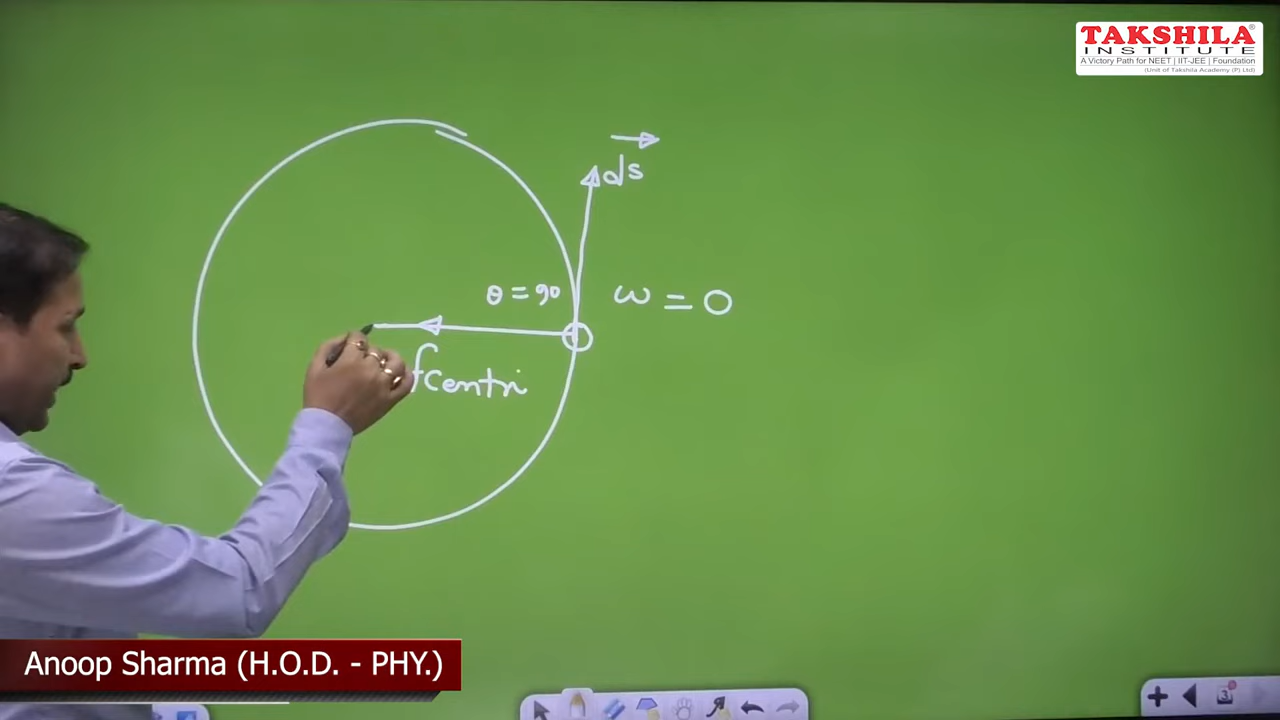 TAKSHILA
INSTITUTE
A Victory Path for NEET | IIT-JEE | Foundation
(Unit of Takshila Academy (P) Ltd)
ds
θ = 90
ω = 0
fcentri
Anoop Sharma (H.O.D. - PHY.)
3